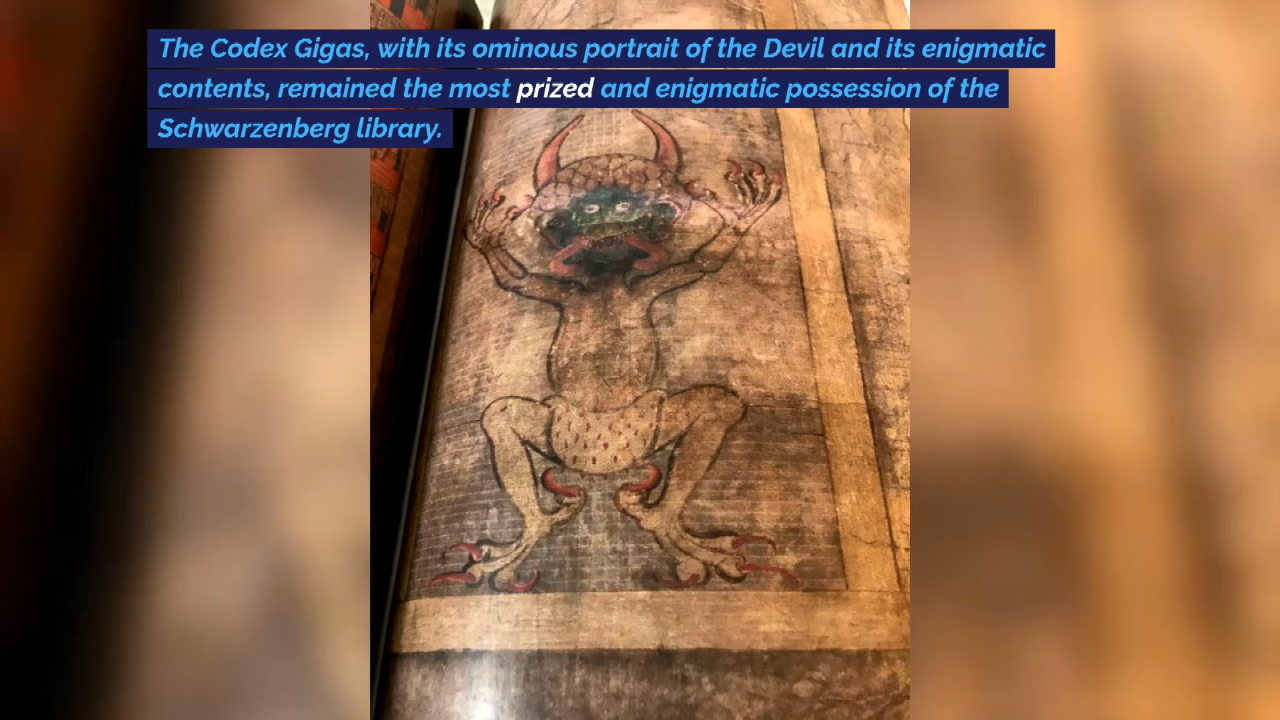 The Codex Gigas, with its ominous portrait of the Devil and its enigmatic
contents, remained the most prized and enigmatic possession of the
Schwarzenberg library.